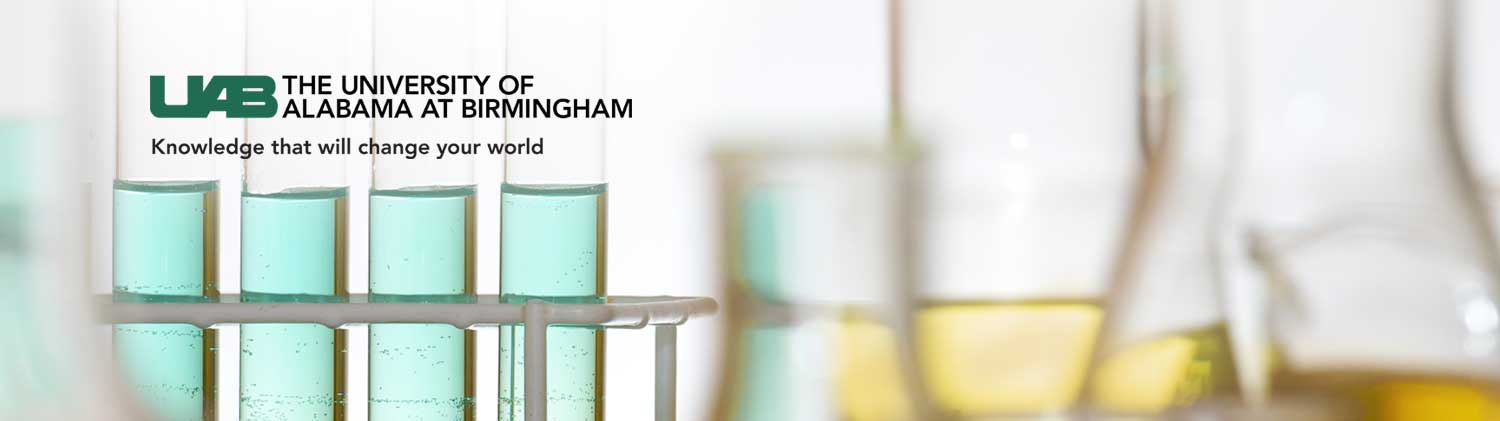 UAB THE UNIVERSITY OF
ALABAMA AT BIRMINGHAM
Knowledge that will change your world